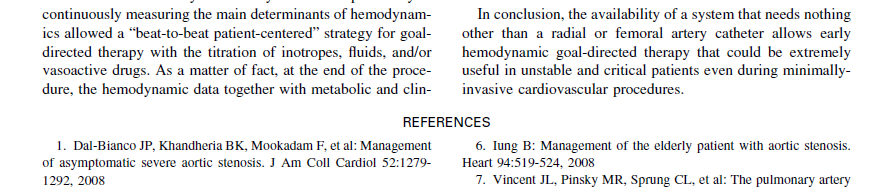 continuously measuring the main determinants of hemodynam-
ics allowed a “beat-to-beat patient-centered” strategy for goal-
directed therapy with the titration of inotropes, fluids, and/or
vasoactive drugs. As a matter of fact, at the end of the proce-
dure, the hemodynamic data together with metabolic and clin-
In conclusion, the availability of a system that needs nothing
other than a radial or femoral artery catheter allows early
hemodynamic goal-directed therapy that could be extremely
useful in unstable and critical patients even during minimally-
invasive cardiovascular procedures.
REFERENCES
1. Dal-Bianco JP, Khandheria BK, Mookadam F, et al: Management
of asymptomatic severe aortic stenosis. J Am Coll Cardiol 52:1279-
1292, 2008
6. Iung B: Management of the elderly patient with aortic stenosis.
Heart 94:519-524, 2008
7. Vincent JL, Pinsky MR, Sprung CL, et al: The pulmonary artery